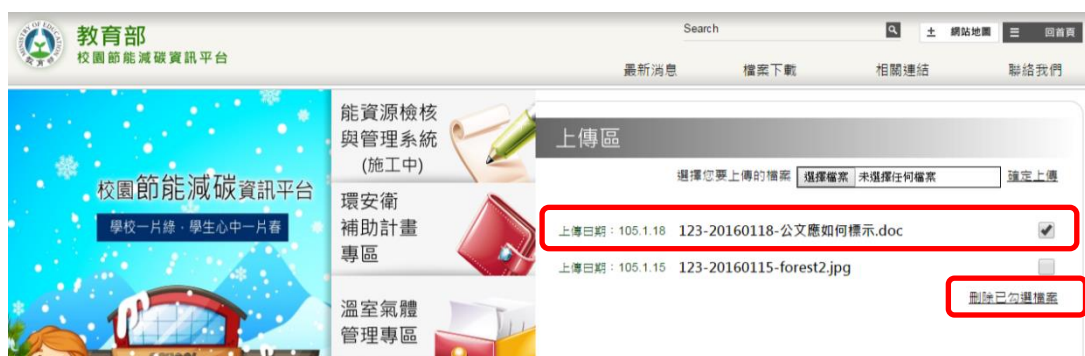 教育部
校園節能減碳資訊平台
Search
網站地圖
回首頁
最新消息 檔案下載 相關連結 聯絡我們
校園節能減碳資訊平台
學校一片綠．學生心中一片春
能資源檢核
與管理系統
(施工中)
環安衛
補助計畫
專區
溫室氣體
管理專區
上傳區
選擇您要上傳的檔案 選擇檔案 未選擇任何檔案 確定上傳
上傳日期：105.1.18 123-20160118-公文應如何標示.doc
上傳日期：105.1.15 123-20160115-forest2.jpg
刪除已勾選檔案